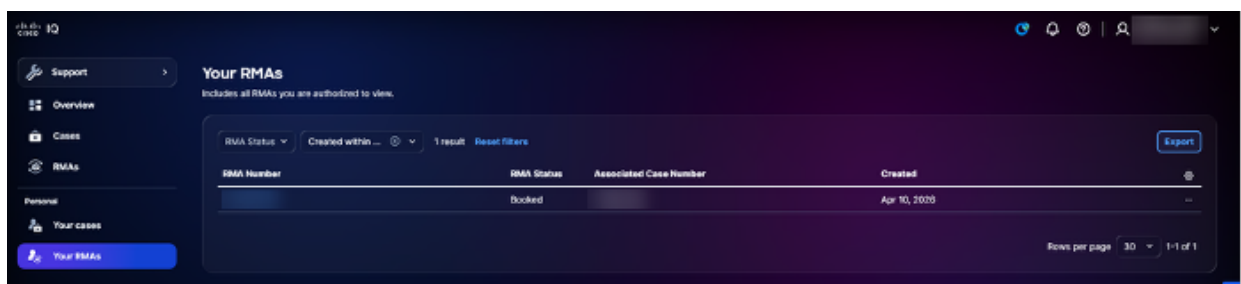 cisco IQ
Support
Overview
Cases
RMAs
Personal
Your cases
Your RMAs
Your RMAs
Includes all RMAs you are authorized to view.
RMA Status Created within ... 1 result Reset filters Export
RMA Number RMA Status Associated Case Number Created
Booked Apr 10, 2026
Rows per page 30 1-1 of 1